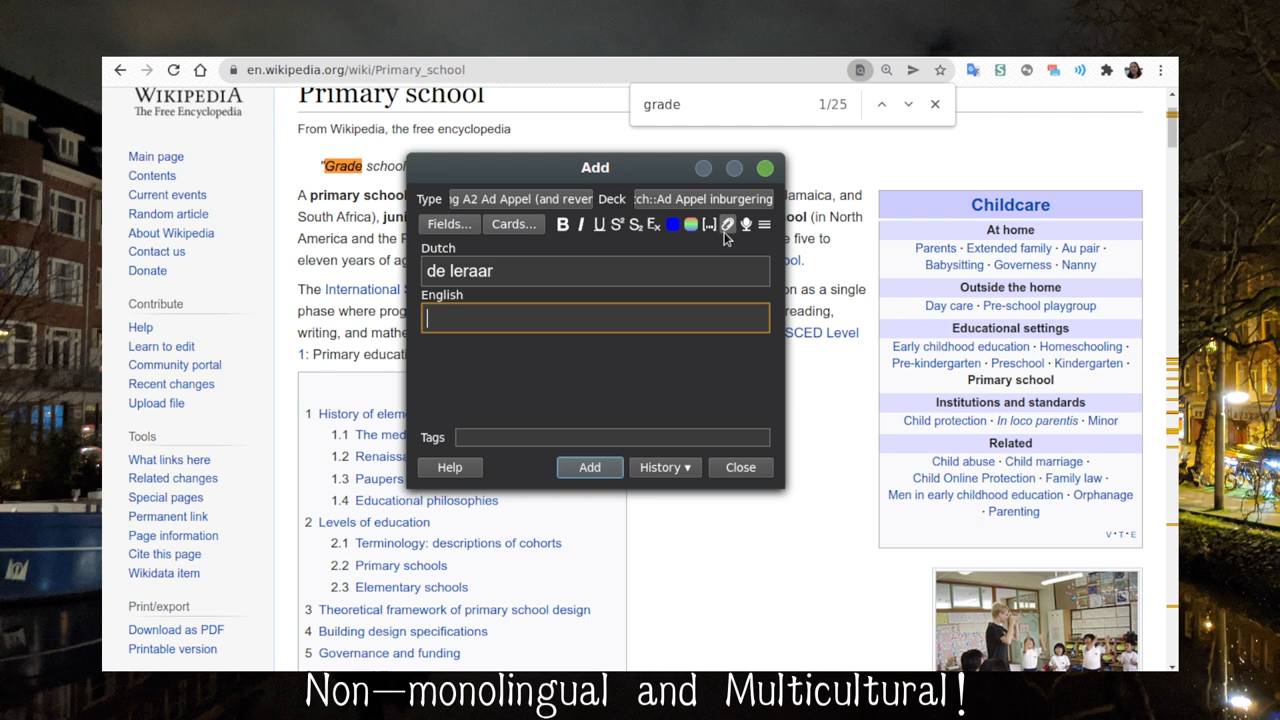 en.wikipedia.org/wiki/Primary_school
grade 1/25
WIKIPEDIA
The Free Encyclopedia
Main page
Contents
Current events
Random article
About Wikipedia
Contact us
Donate
Contribute
Help
Learn to edit
Community portal
Recent changes
Upload file
Tools
What links here
Related changes
Special pages
Permanent link
Page information
Cite this page
Wikidata item
Print/export
Download as PDF
Printable version
Primary school
From Wikipedia, the free encyclopedia
"Grade school
A primary school
South Africa), juni
America and the
eleven years of ag
The International
phase where prog
writing, and mathe
1: Primary educati
Jamaica, and
ool (in North
e five to
ool.
on as a single
reading,
SCED Level
Add
Type ng A2 Ad Appel (and rever Deck tch::Ad Appel inburgering
Fields... Cards... B I U S² S₂ Ex [...]
Dutch
de leraar
English
Tags
Help Add History ▾ Close
1 History of elem
1.1 The med
1.2 Renaiss
1.3 Paupers
1.4 Educational philosophies
2 Levels of education
2.1 Terminology: descriptions of cohorts
2.2 Primary schools
2.3 Elementary schools
3 Theoretical framework of primary school design
4 Building design specifications
5 Governance and funding
Childcare
At home
Parents · Extended family · Au pair ·
Babysitting · Governess · Nanny
Outside the home
Day care · Pre-school playgroup
Educational settings
Early childhood education · Homeschooling ·
Pre-kindergarten · Preschool · Kindergarten ·
Primary school
Institutions and standards
Child protection · In loco parentis · Minor
Related
Child abuse · Child marriage ·
Child Online Protection · Family law ·
Men in early childhood education · Orphanage
· Parenting
V · T · E
Non–monolingual and Multicultural!